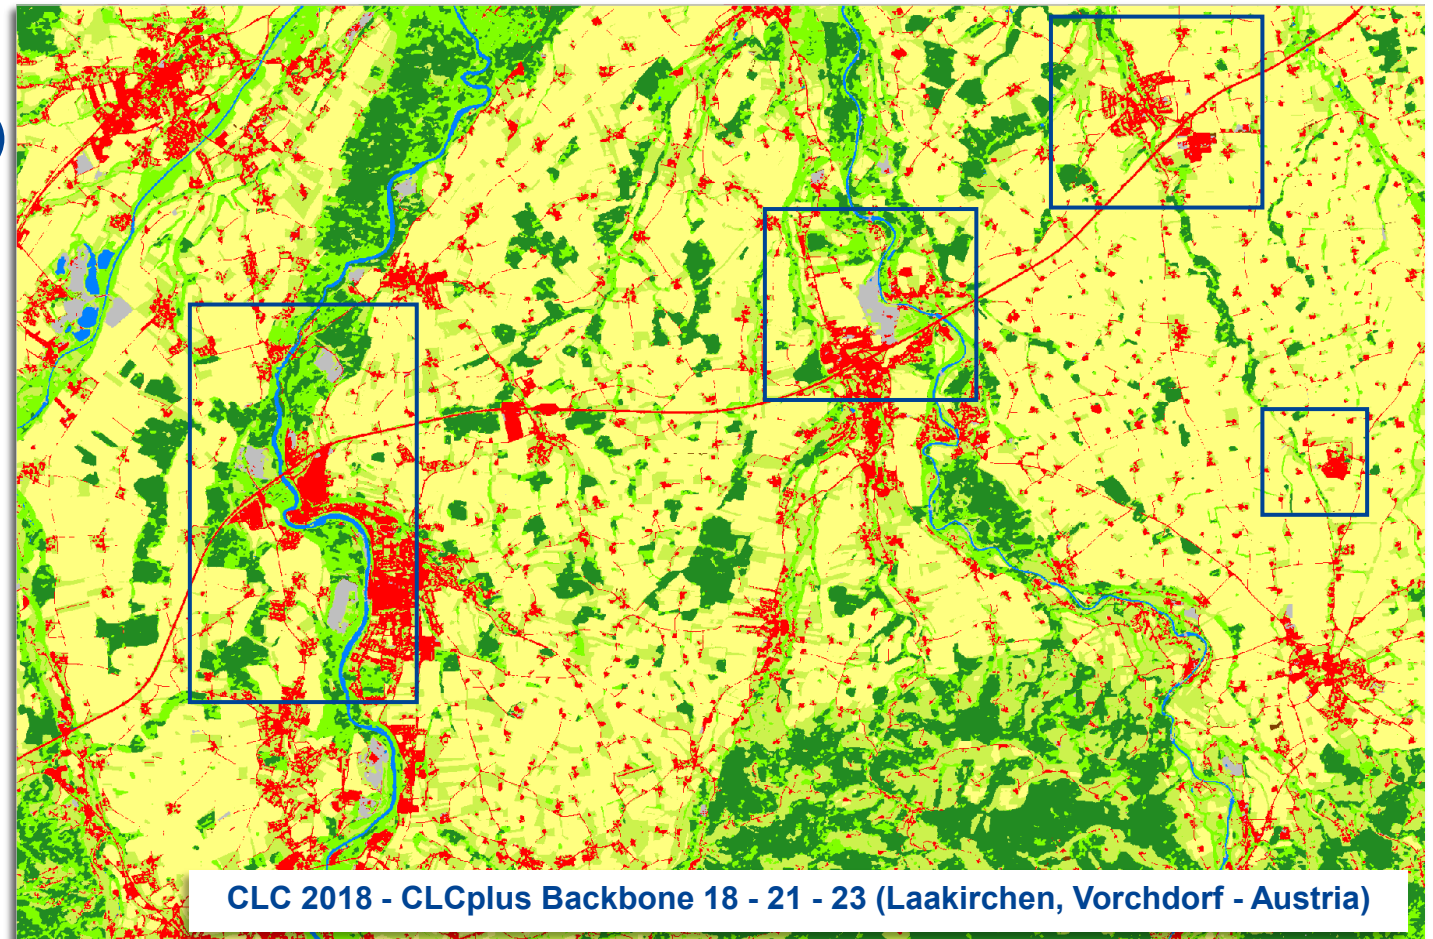 CLC 2018 - CLCplus Backbone 18 - 21 - 23 (Laakirchen, Vorchdorf - Austria)